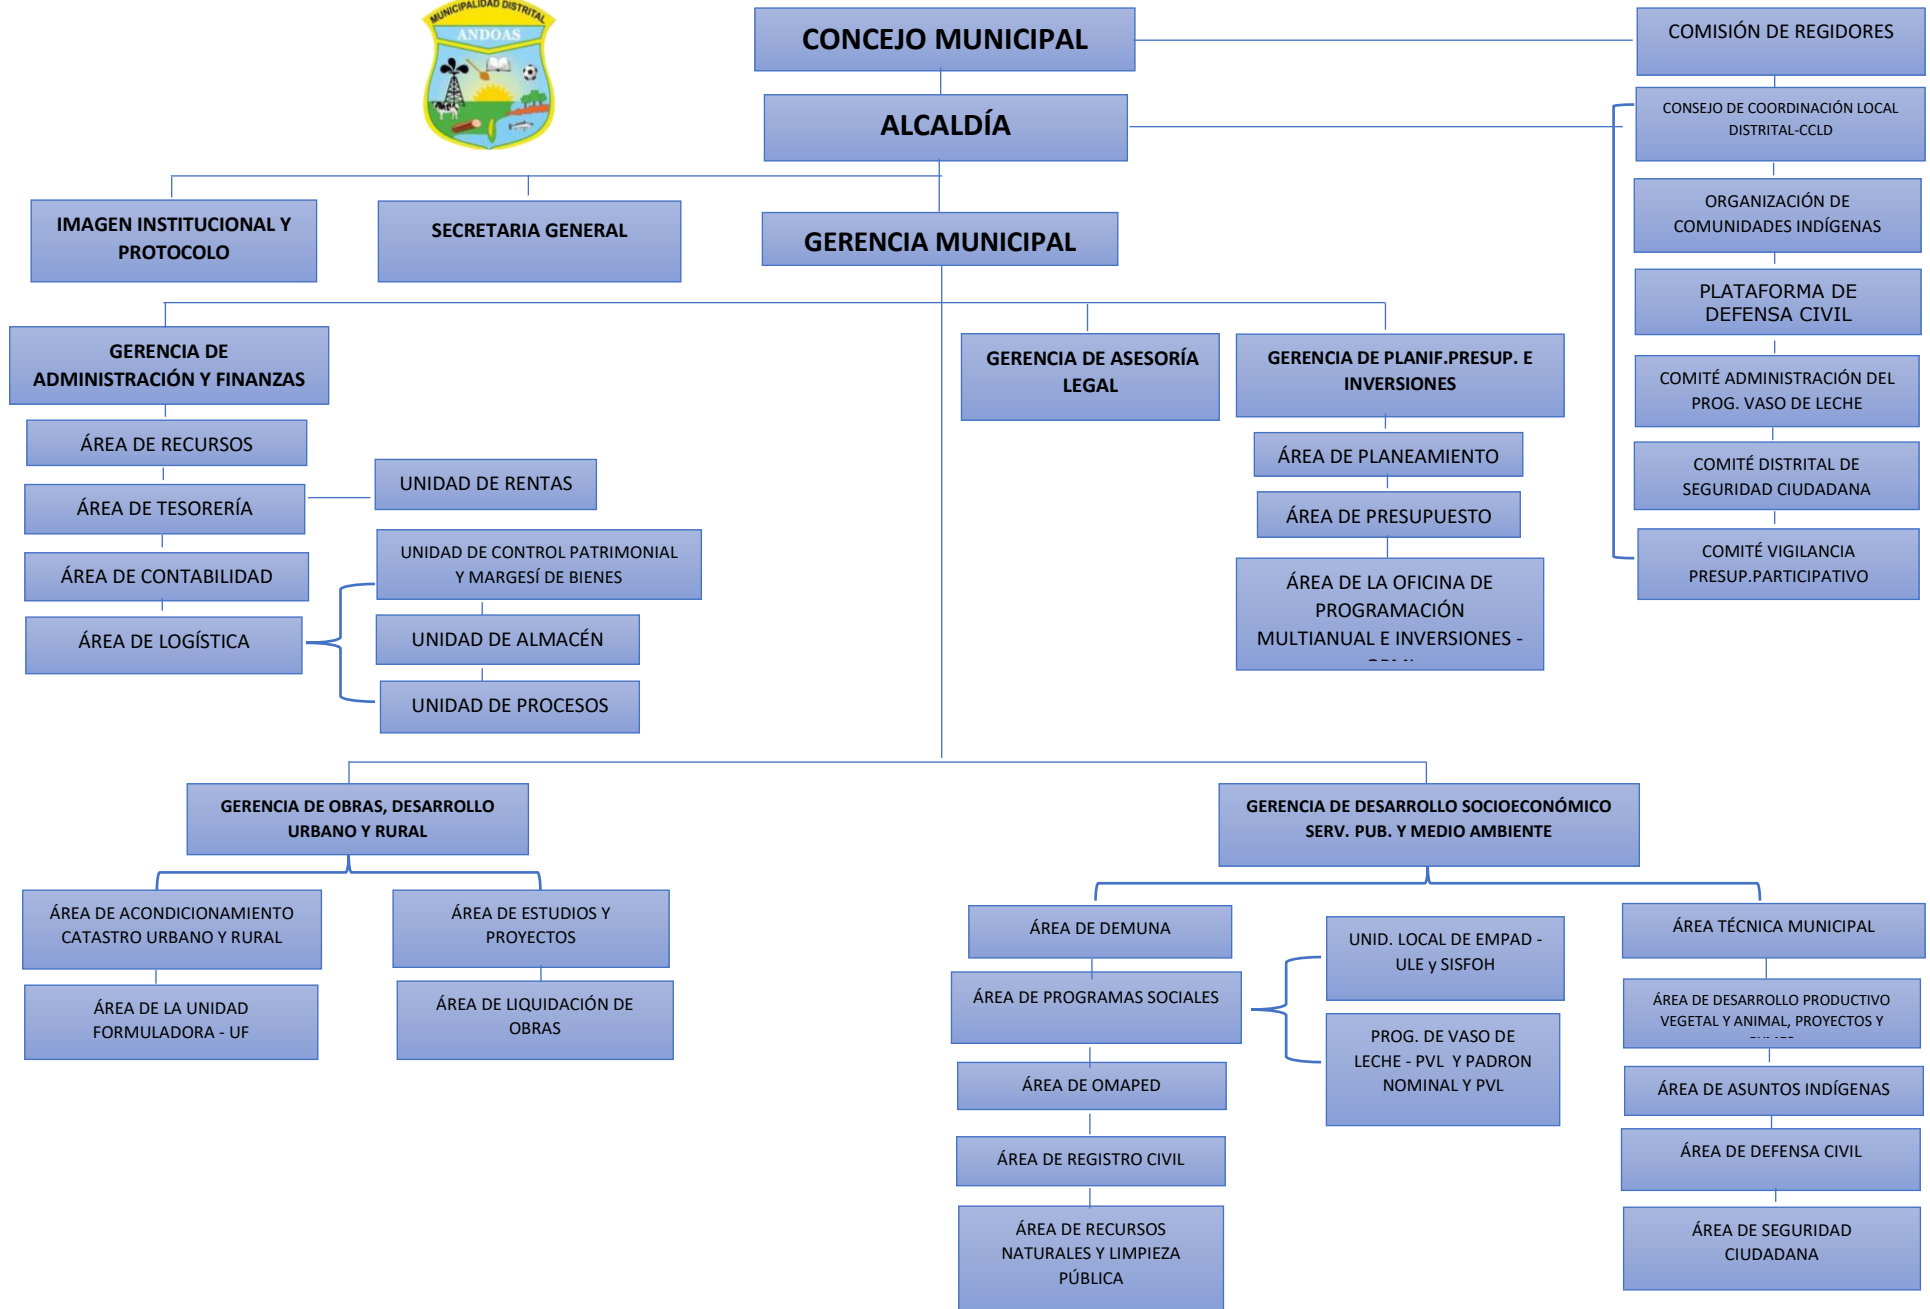 MUNICIPALIDAD DISTRITAL
ANDOAS
CONCEJO MUNICIPAL
COMISIÓN DE REGIDORES
ALCALDÍA
CONSEJO DE COORDINACIÓN LOCAL
DISTRITAL-CCLD
IMAGEN INSTITUCIONAL Y
PROTOCOLO
SECRETARIA GENERAL
GERENCIA MUNICIPAL
ORGANIZACIÓN DE
COMUNIDADES INDÍGENAS
PLATAFORMA DE
DEFENSA CIVIL
COMITÉ ADMINISTRACIÓN DEL
PROG. VASO DE LECHE
COMITÉ DISTRITAL DE
SEGURIDAD CIUDADANA
COMITÉ VIGILANCIA
PRESUP.PARTICIPATIVO
GERENCIA DE
ADMINISTRACIÓN Y FINANZAS
ÁREA DE RECURSOS
ÁREA DE TESORERÍA
UNIDAD DE RENTAS
ÁREA DE CONTABILIDAD
ÁREA DE LOGÍSTICA
UNIDAD DE CONTROL PATRIMONIAL
Y MARGESÍ DE BIENES
UNIDAD DE ALMACÉN
UNIDAD DE PROCESOS
GERENCIA DE ASESORÍA
LEGAL
GERENCIA DE PLANIF.PRESUP. E
INVERSIONES
ÁREA DE PLANEAMIENTO
ÁREA DE PRESUPUESTO
ÁREA DE LA OFICINA DE
PROGRAMACIÓN
MULTIANUAL E INVERSIONES -
GERENCIA DE OBRAS, DESARROLLO
URBANO Y RURAL
ÁREA DE ACONDICIONAMIENTO
CATASTRO URBANO Y RURAL
ÁREA DE LA UNIDAD
FORMULADORA - UF
ÁREA DE ESTUDIOS Y
PROYECTOS
ÁREA DE LIQUIDACIÓN DE
OBRAS
GERENCIA DE DESARROLLO SOCIOECONÓMICO
SERV. PUB. Y MEDIO AMBIENTE
ÁREA DE DEMUNA
ÁREA DE PROGRAMAS SOCIALES
UNID. LOCAL DE EMPAD -
ULE y SISFOH
PROG. DE VASO DE
LECHE - PVL Y PADRON
NOMINAL Y PVL
ÁREA DE OMAPED
ÁREA DE REGISTRO CIVIL
ÁREA DE RECURSOS
NATURALES Y LIMPIEZA
PÚBLICA
ÁREA TÉCNICA MUNICIPAL
ÁREA DE DESARROLLO PRODUCTIVO
VEGETAL Y ANIMAL, PROYECTOS Y
ÁREA DE ASUNTOS INDÍGENAS
ÁREA DE DEFENSA CIVIL
ÁREA DE SEGURIDAD
CIUDADANA